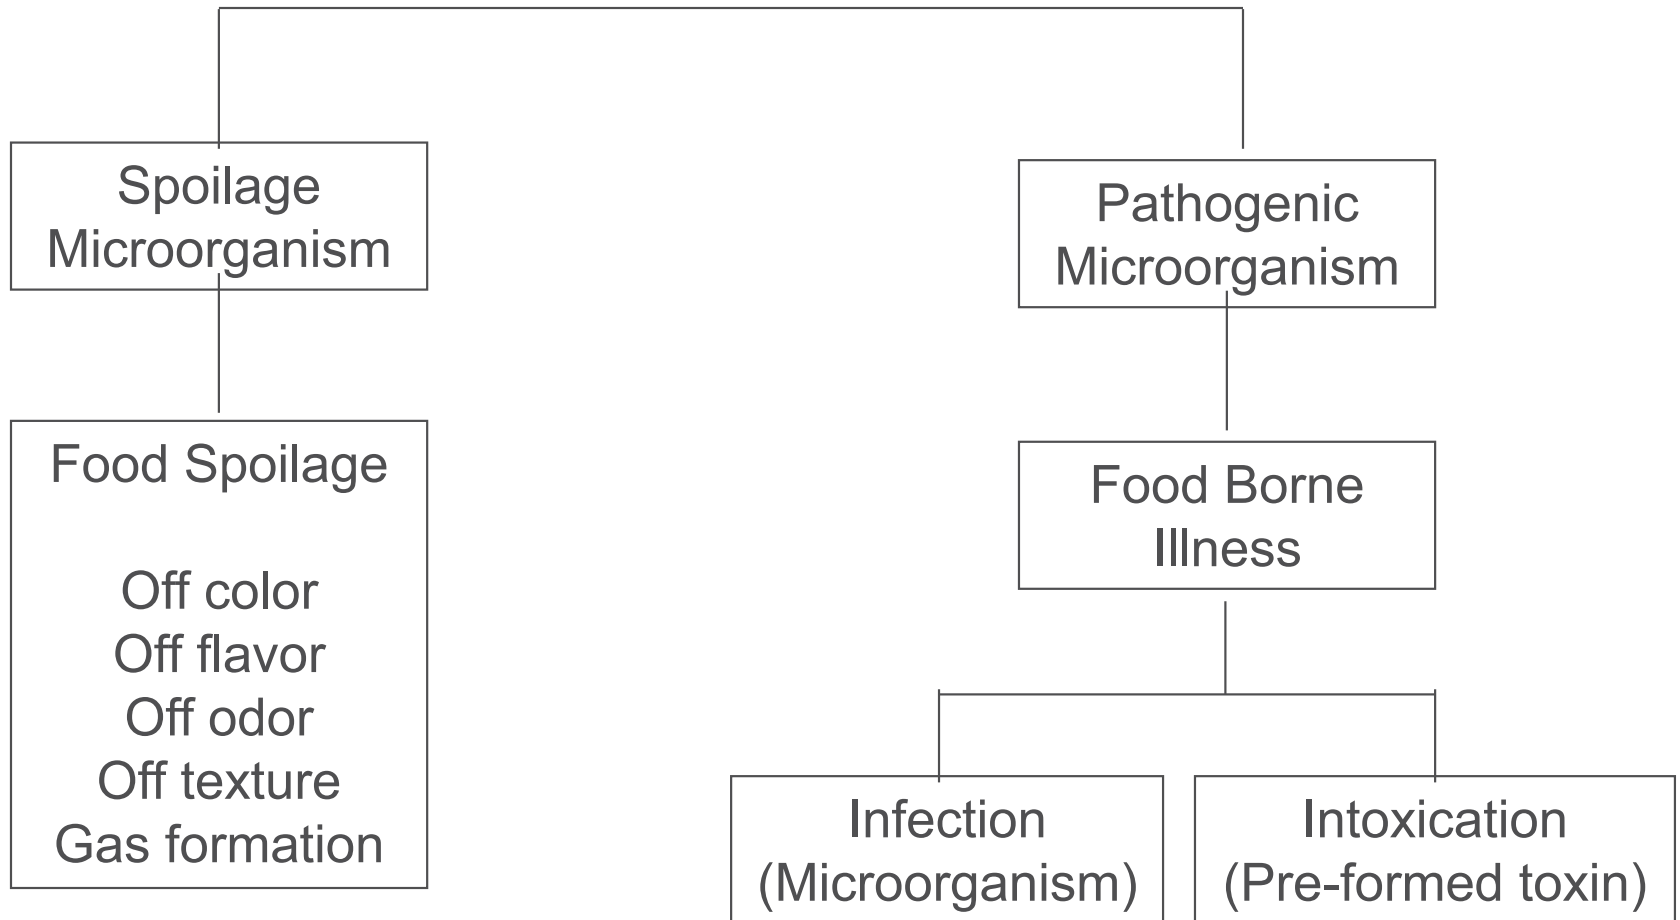 Spoilage
Microorganism
Pathogenic
Microorganism
Food Spoilage
Off color
Off flavor
Off odor
Off texture
Gas formation
Food Borne
Illness
Infection
(Microorganism)
Intoxication
(Pre-formed toxin)